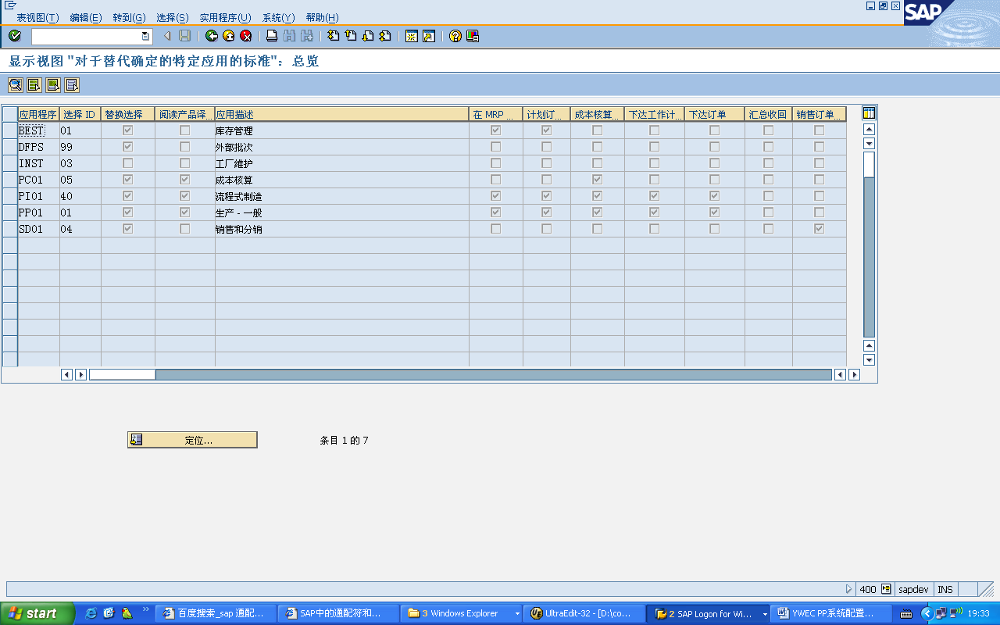 表视图(T) 编辑(E) 转到(G) 选择(S) 实用程序(U) 系统(Y) 帮助(H)
SAP
显示视图 "对于替代确定的特定应用的标准": 总览
应用程序 选择 ID 替换选择 阅读产品译... 应用描述 在 MRP ... 计划订... 成本核算... 下达工作计... 下达订单 汇总收回 销售订单...
BEST 01 库存管理
DFPS 99 外部批次
INST 03 工厂维护
PC01 05 成本核算
PI01 40 流程式制造
PP01 01 生产 - 一般
SD01 04 销售和分销
定位... 条目 1 的 7
400 sapdev INS
start 百度搜索_sap 通配... SAP中的通配符和... 3 Windows Explorer UltraEdit-32 - [D:\co... 2 SAP Logon for Wi... YWEC PP系统配置... 19:33